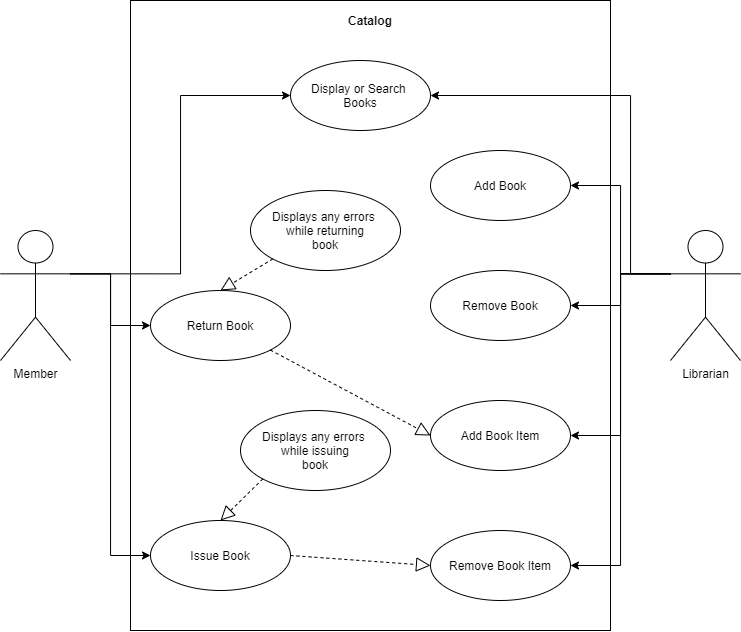 Catalog
Display or Search
Books
Add Book
Displays any errors
while returning
book
Remove Book
Return Book
Member
Librarian
Displays any errors
while issuing
book
Add Book Item
Issue Book
Remove Book Item